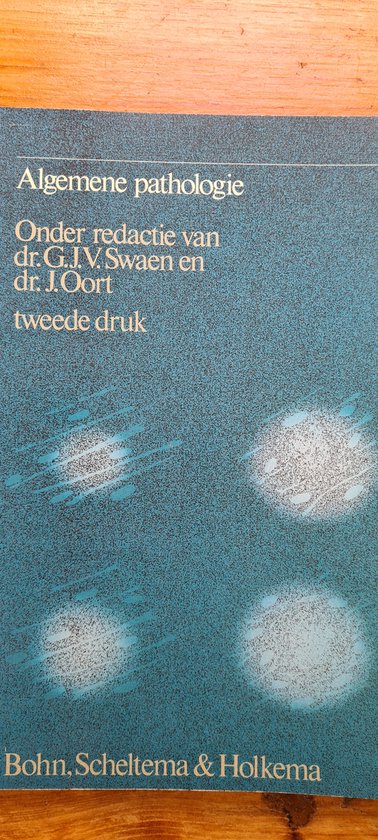 Algemene pathologie
Onder redactie van
dr. G.J.V. Swaen en
dr. J. Oort
tweede druk
Bohn, Scheltema & Holkema